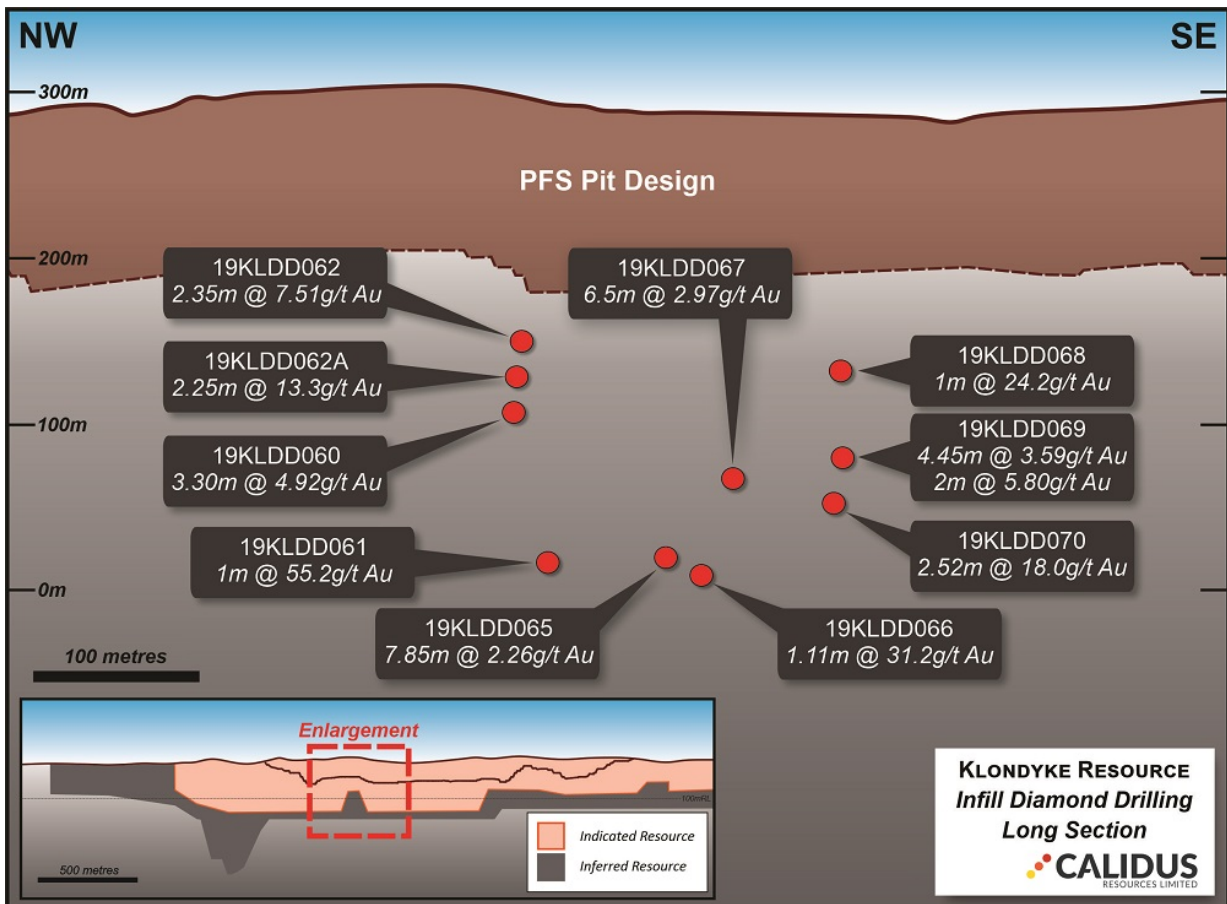 NW
SE
300m
PFS Pit Design
200m
19KLDD062
2.35m @ 7.51g/t Au
19KLDD067
6.5m @ 2.97g/t Au
19KLDD062A
2.25m @ 13.3g/t Au
19KLDD068
1m @ 24.2g/t Au
100m
19KLDD060
3.30m @ 4.92g/t Au
19KLDD069
4.45m @ 3.59g/t Au
2m @ 5.80g/t Au
19KLDD061
1m @ 55.2g/t Au
19KLDD070
2.52m @ 18.0g/t Au
0m
19KLDD065
7.85m @ 2.26g/t Au
19KLDD066
1.11m @ 31.2g/t Au
100 metres
Enlargement
100mRL
Indicated Resource
Inferred Resource
500 metres
KLONDYKE RESOURCE
Infill Diamond Drilling
Long Section
CALIDUS
RESOURCES LIMITED